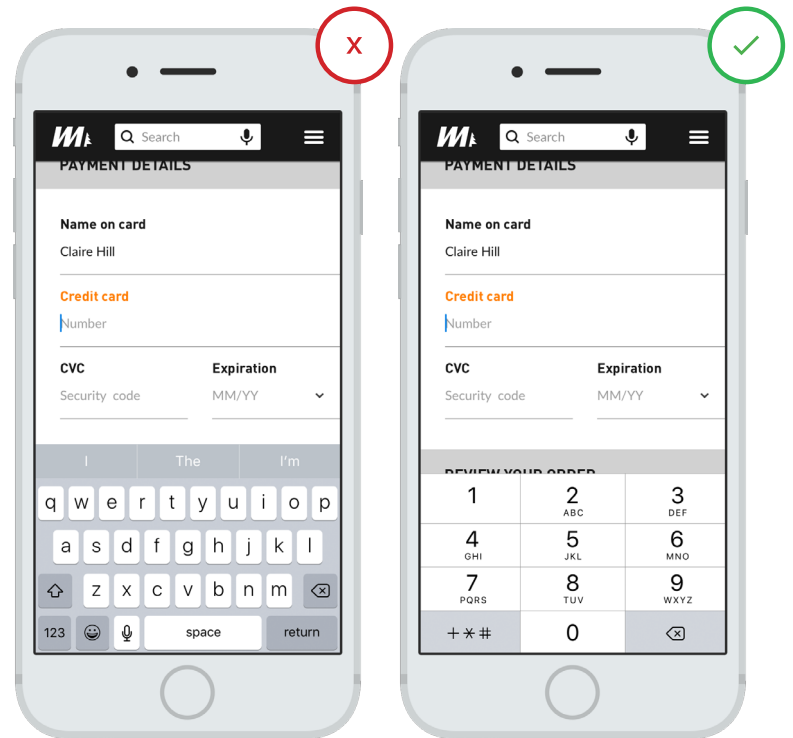 X
Search
PAYMENT DETAILS
Name on card
Claire Hill
Credit card
Number
CVC Expiration
Security code MM/YY
I The I'm
q w e r t y u i o p
a s d f g h j k l
z x c v b n m
123 space return
Search
PAYMENT DETAILS
Name on card
Claire Hill
Credit card
Number
CVC Expiration
Security code MM/YY
REVIEW YOUR ORDER
1 2 3
ABC DEF
4 5 6
GHI JKL MNO
7 8 9
PQRS TUV WXYZ
+*# 0